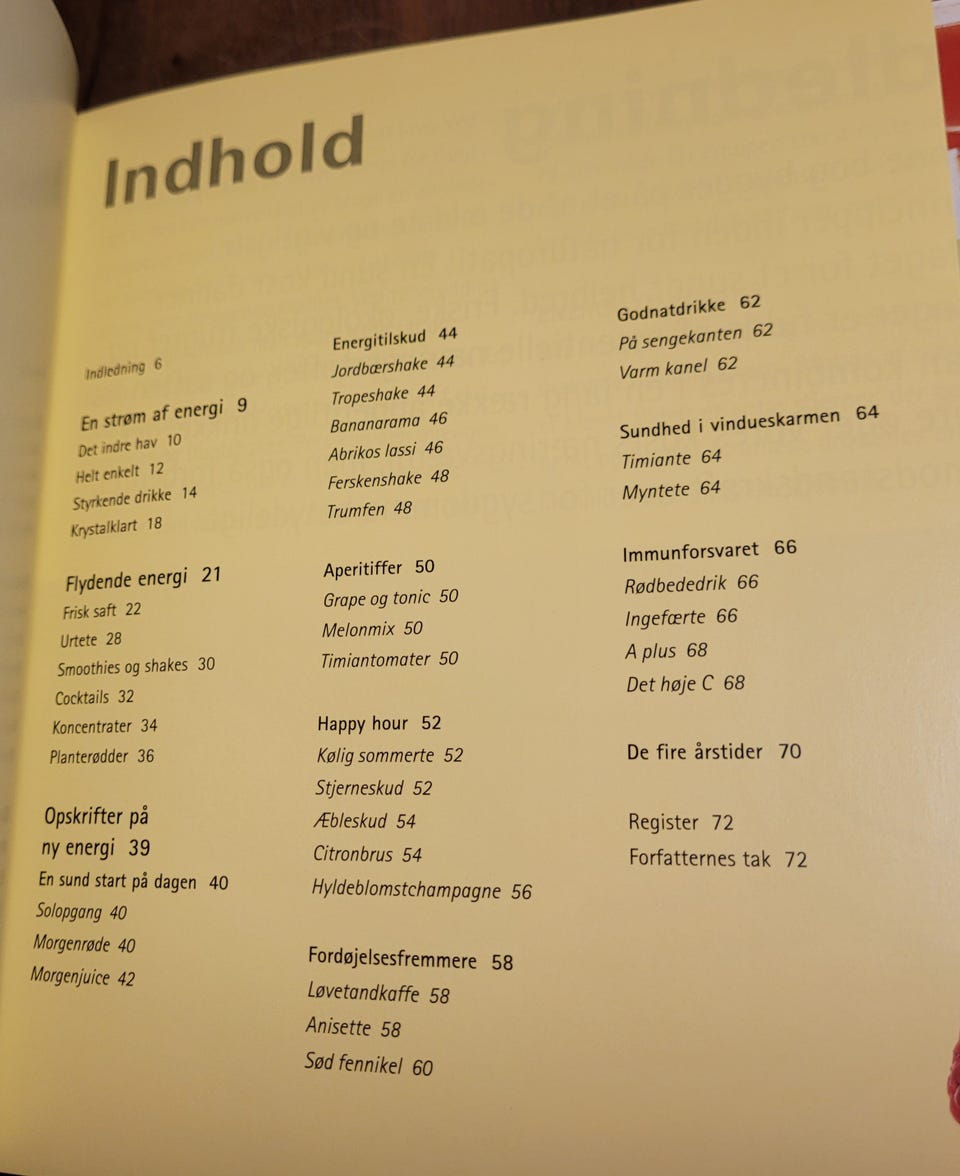 Indhold
Indledning 6
En strøm af energi 9
Det indre hav 10
Helt enkelt 12
Styrkende drikke 14
Krystalklart 18
Flydende energi 21
Frisk saft 22
Urtete 28
Smoothies og shakes 30
Cocktails 32
Koncentrater 34
Planterødder 36
Opskrifter på
ny energi 39
En sund start på dagen 40
Solopgang 40
Morgenrøde 40
Morgenjuice 42
Energitilskud 44
Jordbærshake 44
Tropeshake 44
Bananarama 46
Abrikos lassi 46
Ferskenshake 48
Trumfen 48
Aperitiffer 50
Grape og tonic 50
Melonmix 50
Timiantomater 50
Happy hour 52
Kølig sommerte 52
Stjerneskud 52
Æbleskud 54
Citronbrus 54
Hyldeblomstchampagne 56
Fordøjelsesfremmere 58
Løvetandkaffe 58
Anisette 58
Sød fennikel 60
Godnatdrikke 62
På sengekanten 62
Varm kanel 62
Sundhed i vindueskarmen 64
Timiante 64
Myntete 64
Immunforsvaret 66
Rødbededrik 66
Ingefærte 66
A plus 68
Det høje C 68
De fire årstider 70
Register 72
Forfatternes tak 72